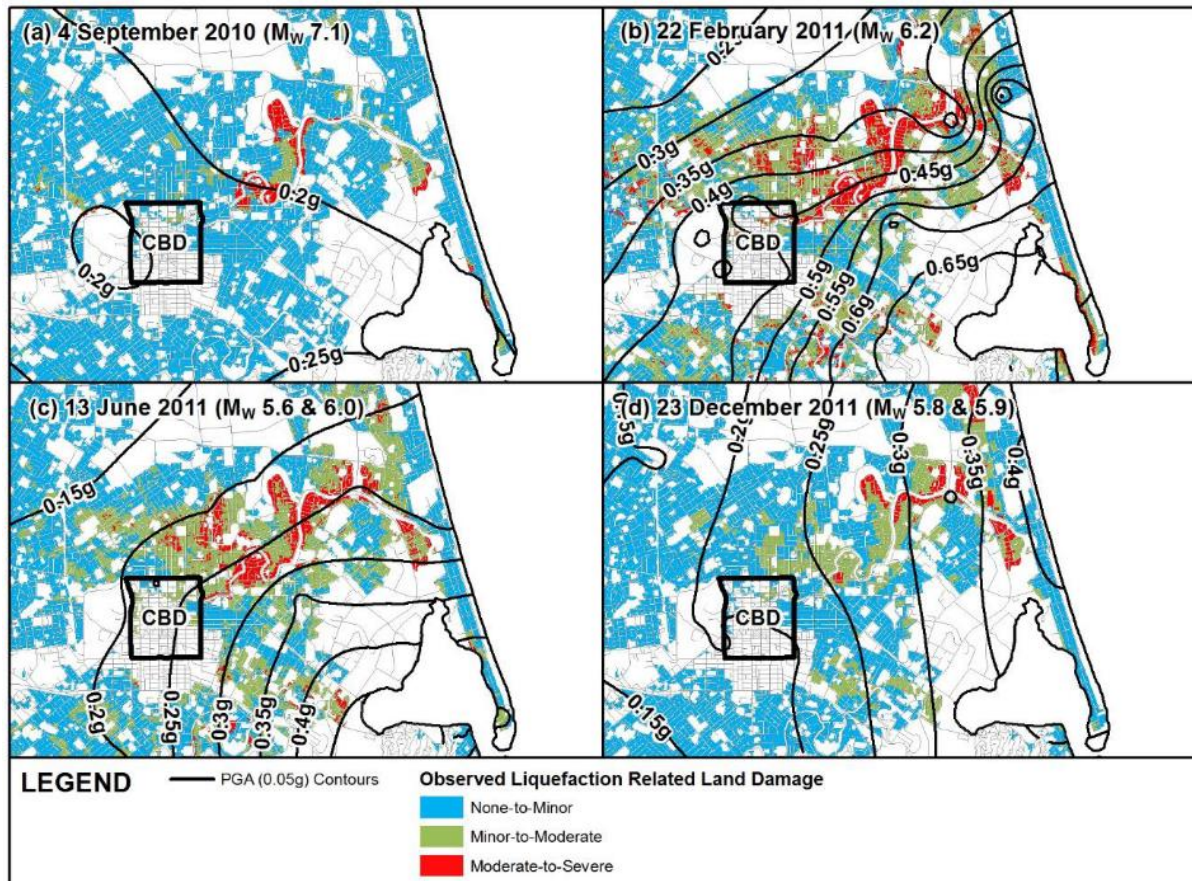 (a) 4 September 2010 (Mw 7.1)
0.2g
CBD
0.2g
0.25g
(b) 22 February 2011 (Mw 6.2)
0.3g
0.35g
0.4g
0.45g
CBD
0.5g
0.55g
0.6g
0.65g
(c) 13 June 2011 (Mw 5.6 & 6.0)
0.15g
CBD
0.2g
0.25g
0.3g
0.35g
0.4g
(d) 23 December 2011 (Mw 5.8 & 5.9)
0.25g
0.3g
0.35g
0.4g
CBD
0.15g
LEGEND
PGA (0.05g) Contours
Observed Liquefaction Related Land Damage
None-to-Minor
Minor-to-Moderate
Moderate-to-Severe